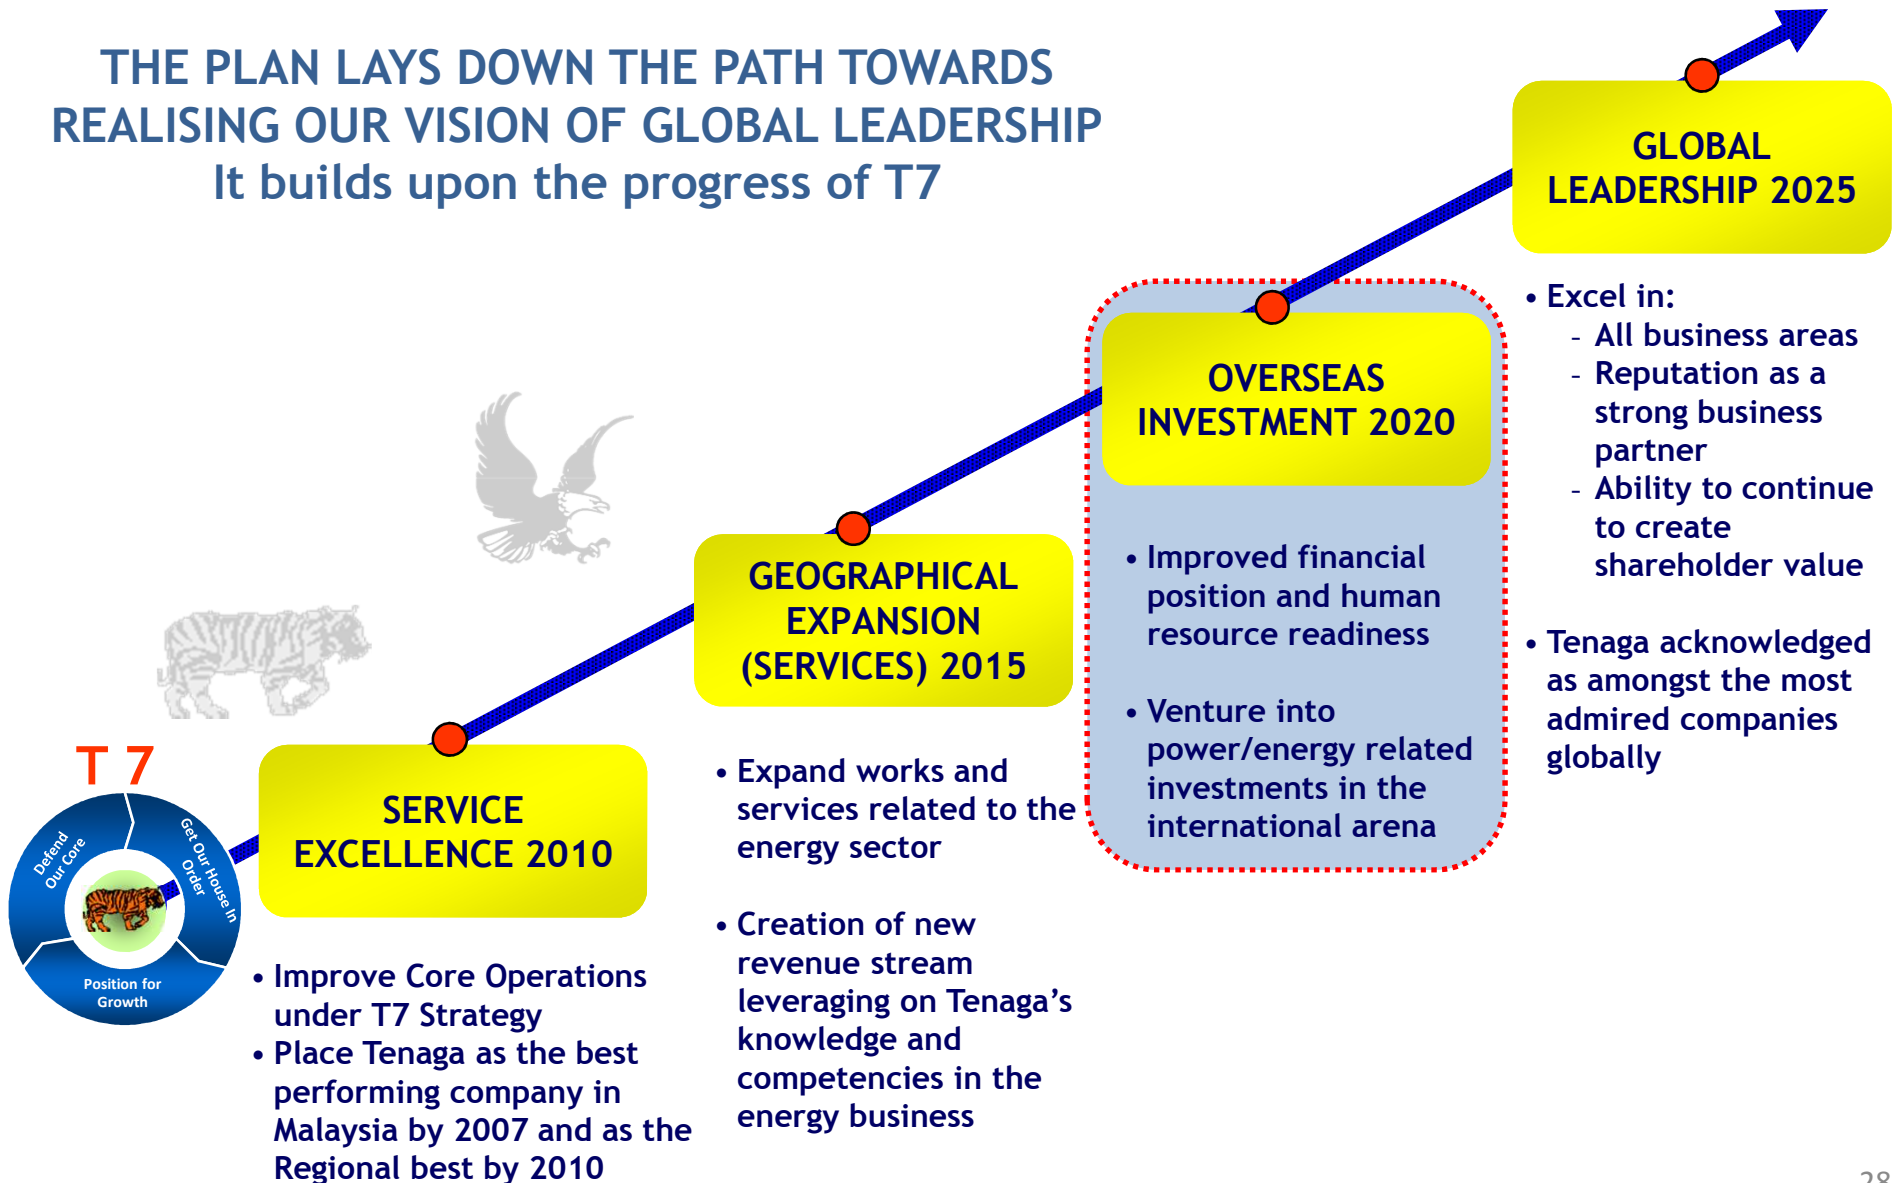 THE PLAN LAYS DOWN THE PATH TOWARDS
REALISING OUR VISION OF GLOBAL LEADERSHIP
It builds upon the progress of T7
T 7
Defend
Our Core
Get Our House In
Order
Position for
Growth
SERVICE
EXCELLENCE 2010
• Improve Core Operations
under T7 Strategy
• Place Tenaga as the best
performing company in
Malaysia by 2007 and as the
Regional best by 2010
GEOGRAPHICAL
EXPANSION
(SERVICES) 2015
• Expand works and
services related to the
energy sector
• Creation of new
revenue stream
leveraging on Tenaga’s
knowledge and
competencies in the
energy business
OVERSEAS
INVESTMENT 2020
• Improved financial
position and human
resource readiness
• Venture into
power/energy related
investments in the
international arena
GLOBAL
LEADERSHIP 2025
• Excel in:
- All business areas
- Reputation as a
strong business
partner
- Ability to continue
to create
shareholder value
• Tenaga acknowledged
as amongst the most
admired companies
globally
28